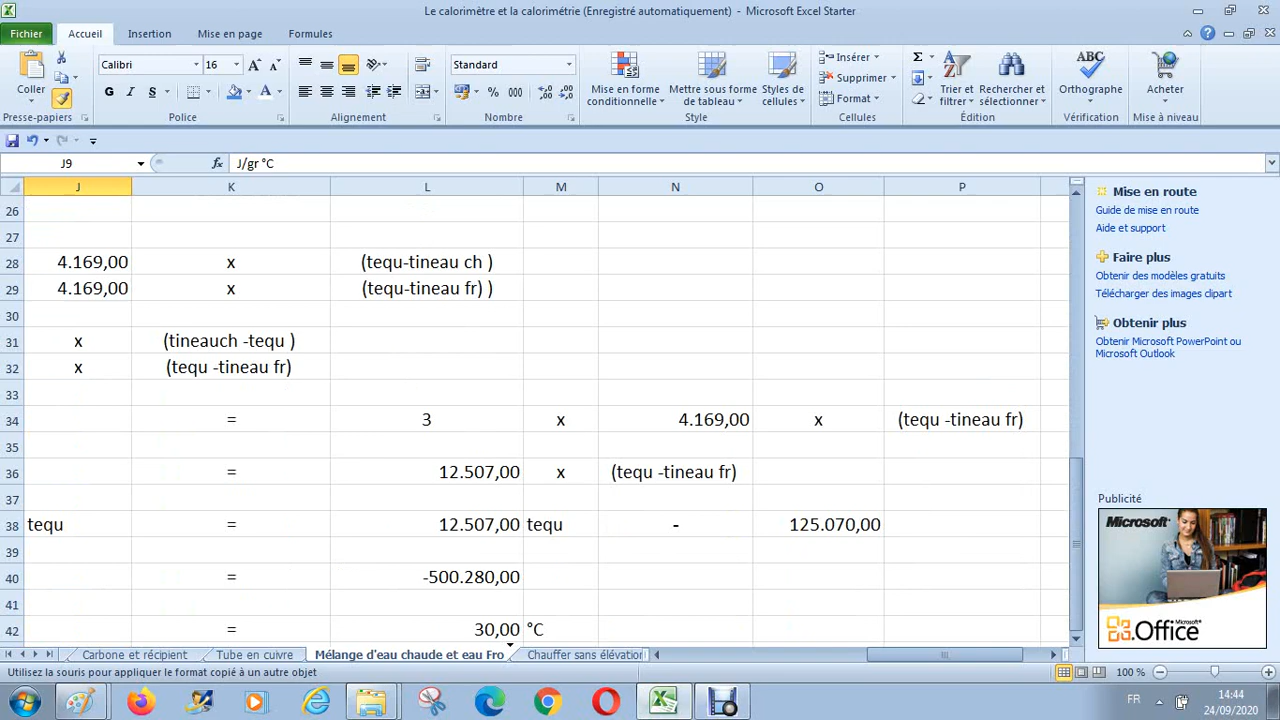 Le calorimètre et la calorimétrie (Enregistré automatiquement) - Microsoft Excel Starter
Fichier Accueil Insertion Mise en page Formules
Coller
Presse-papiers
Calibri 16
G I S
Police
Alignement
Standard
% 000
Nombre
Mise en forme conditionnelle
Mettre sous forme de tableau
Styles de cellules
Style
Insérer
Supprimer
Format
Cellules
Σ
Trier et filtrer
Rechercher et sélectionner
Édition
ABC
Orthographe
Vérification
Acheter
Mise à niveau
J9 fx J/gr °C
J K L M N O P
26
27
28 4.169,00 x (tequ-tineau ch )
29 4.169,00 x (tequ-tineau fr) )
30
31 x (tineauch -tequ )
32 x (tequ -tineau fr)
33
34 = 3 x 4.169,00 x (tequ -tineau fr)
35
36 = 12.507,00 x (tequ -tineau fr)
37
38 tequ = 12.507,00 tequ - 125.070,00
39
40 = -500.280,00
41
42 = 30,00 °C
Mise en route
Guide de mise en route
Aide et support
Faire plus
Obtenir des modèles gratuits
Télécharger des images clipart
Obtenir plus
Obtenir Microsoft PowerPoint ou
Microsoft Outlook
Publicité
Microsoft
Office
Carbone et récipient Tube en cuivre Mélange d'eau chaude et eau Fro Chauffer sans élévation
Utilisez la souris pour appliquer le format copié à un autre objet 100 %
FR 14:44
24/09/2020